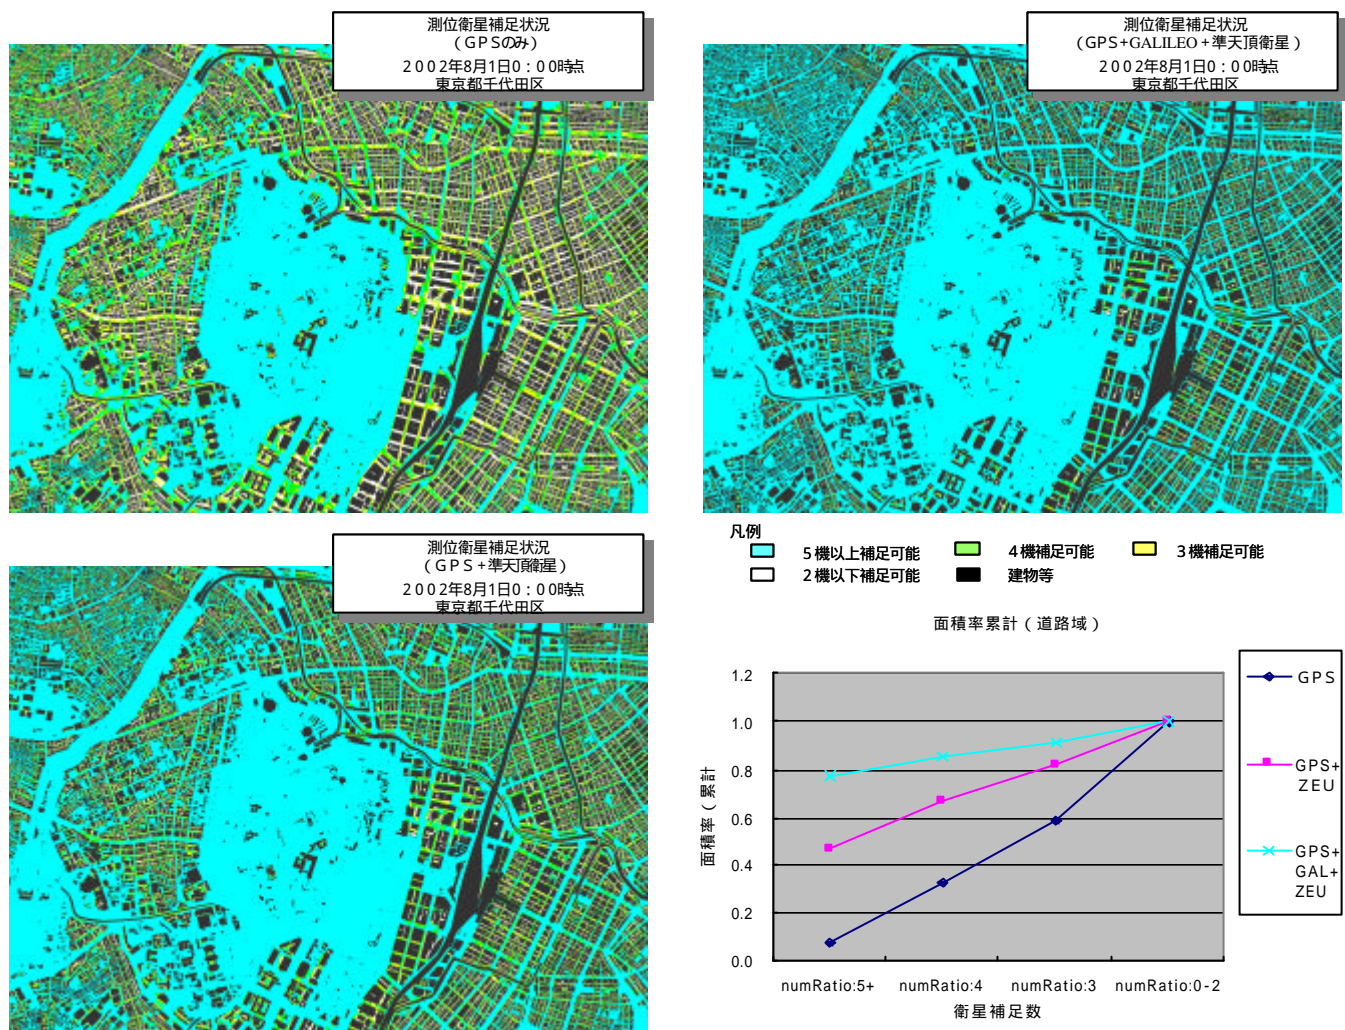 測位衛星補足状況
(GPSのみ)
2002年8月1日0:00時点
東京都千代田区
測位衛星補足状況
(GPS+GALILEO+準天頂衛星)
2002年8月1日0:00時点
東京都千代田区
測位衛星補足状況
(GPS+準天頂衛星)
2002年8月1日0:00時点
東京都千代田区
凡例
5機以上補足可能
4機補足可能
3機補足可能
2機以下補足可能
建物等
面積率累計(道路域)
面積率(累計)
1.2
1.0
0.8
0.6
0.4
0.2
0.0
numRatio:5+
numRatio:4
numRatio:3
numRatio:0-2
衛星補足数
GPS
GPS+
ZEU
GPS+
GAL+
ZEU